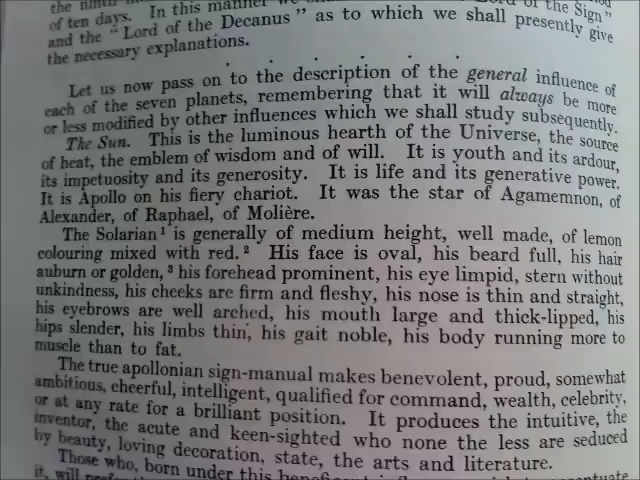 the ninth
of ten days. In this manner we Lord of the Sign”
and the “Lord of the Decanus” as to which we shall presently give
the necessary explanations.
. . . . . .
Let us now pass on to the description of the general influence of
each of the seven planets, remembering that it will always be more
or less modified by other influences which we shall study subsequently.
The Sun. This is the luminous hearth of the Universe, the source
of heat, the emblem of wisdom and of will. It is youth and its ardour,
its impetuosity and its generosity. It is life and its generative power.
It is Apollo on his fiery chariot. It was the star of Agamemnon, of
Alexander, of Raphael, of Molière.
The Solarian ¹ is generally of medium height, well made, of lemon
colouring mixed with red. ² His face is oval, his beard full, his hair
auburn or golden, ³ his forehead prominent, his eye limpid, stern without
unkindness, his cheeks are firm and fleshy, his nose is thin and straight,
his eyebrows are well arched, his mouth large and thick-lipped, his
hips slender, his limbs thin, his gait noble, his body running more to
muscle than to fat.
The true apollonian sign-manual makes benevolent, proud, somewhat
ambitious, cheerful, intelligent, qualified for command, wealth, celebrity,
or at any rate for a brilliant position. It produces the intuitive, the
inventor, the acute and keen-sighted who none the less are seduced
by beauty, loving decoration, state, the arts and literature.
Those who, born under this
it, will